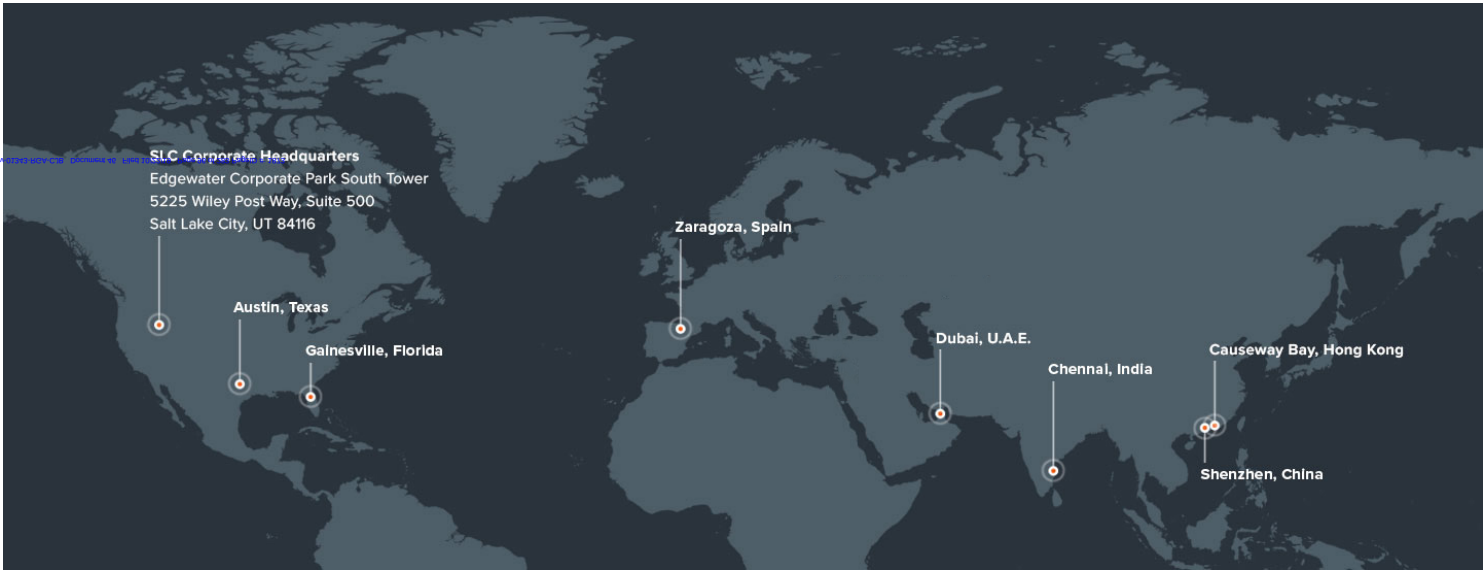 SLC Corporate Headquarters
Edgewater Corporate Park South Tower
5225 Wiley Post Way, Suite 500
Salt Lake City, UT 84116
Austin, Texas
Gainesville, Florida
Zaragoza, Spain
Dubai, U.A.E.
Chennai, India
Causeway Bay, Hong Kong
Shenzhen, China